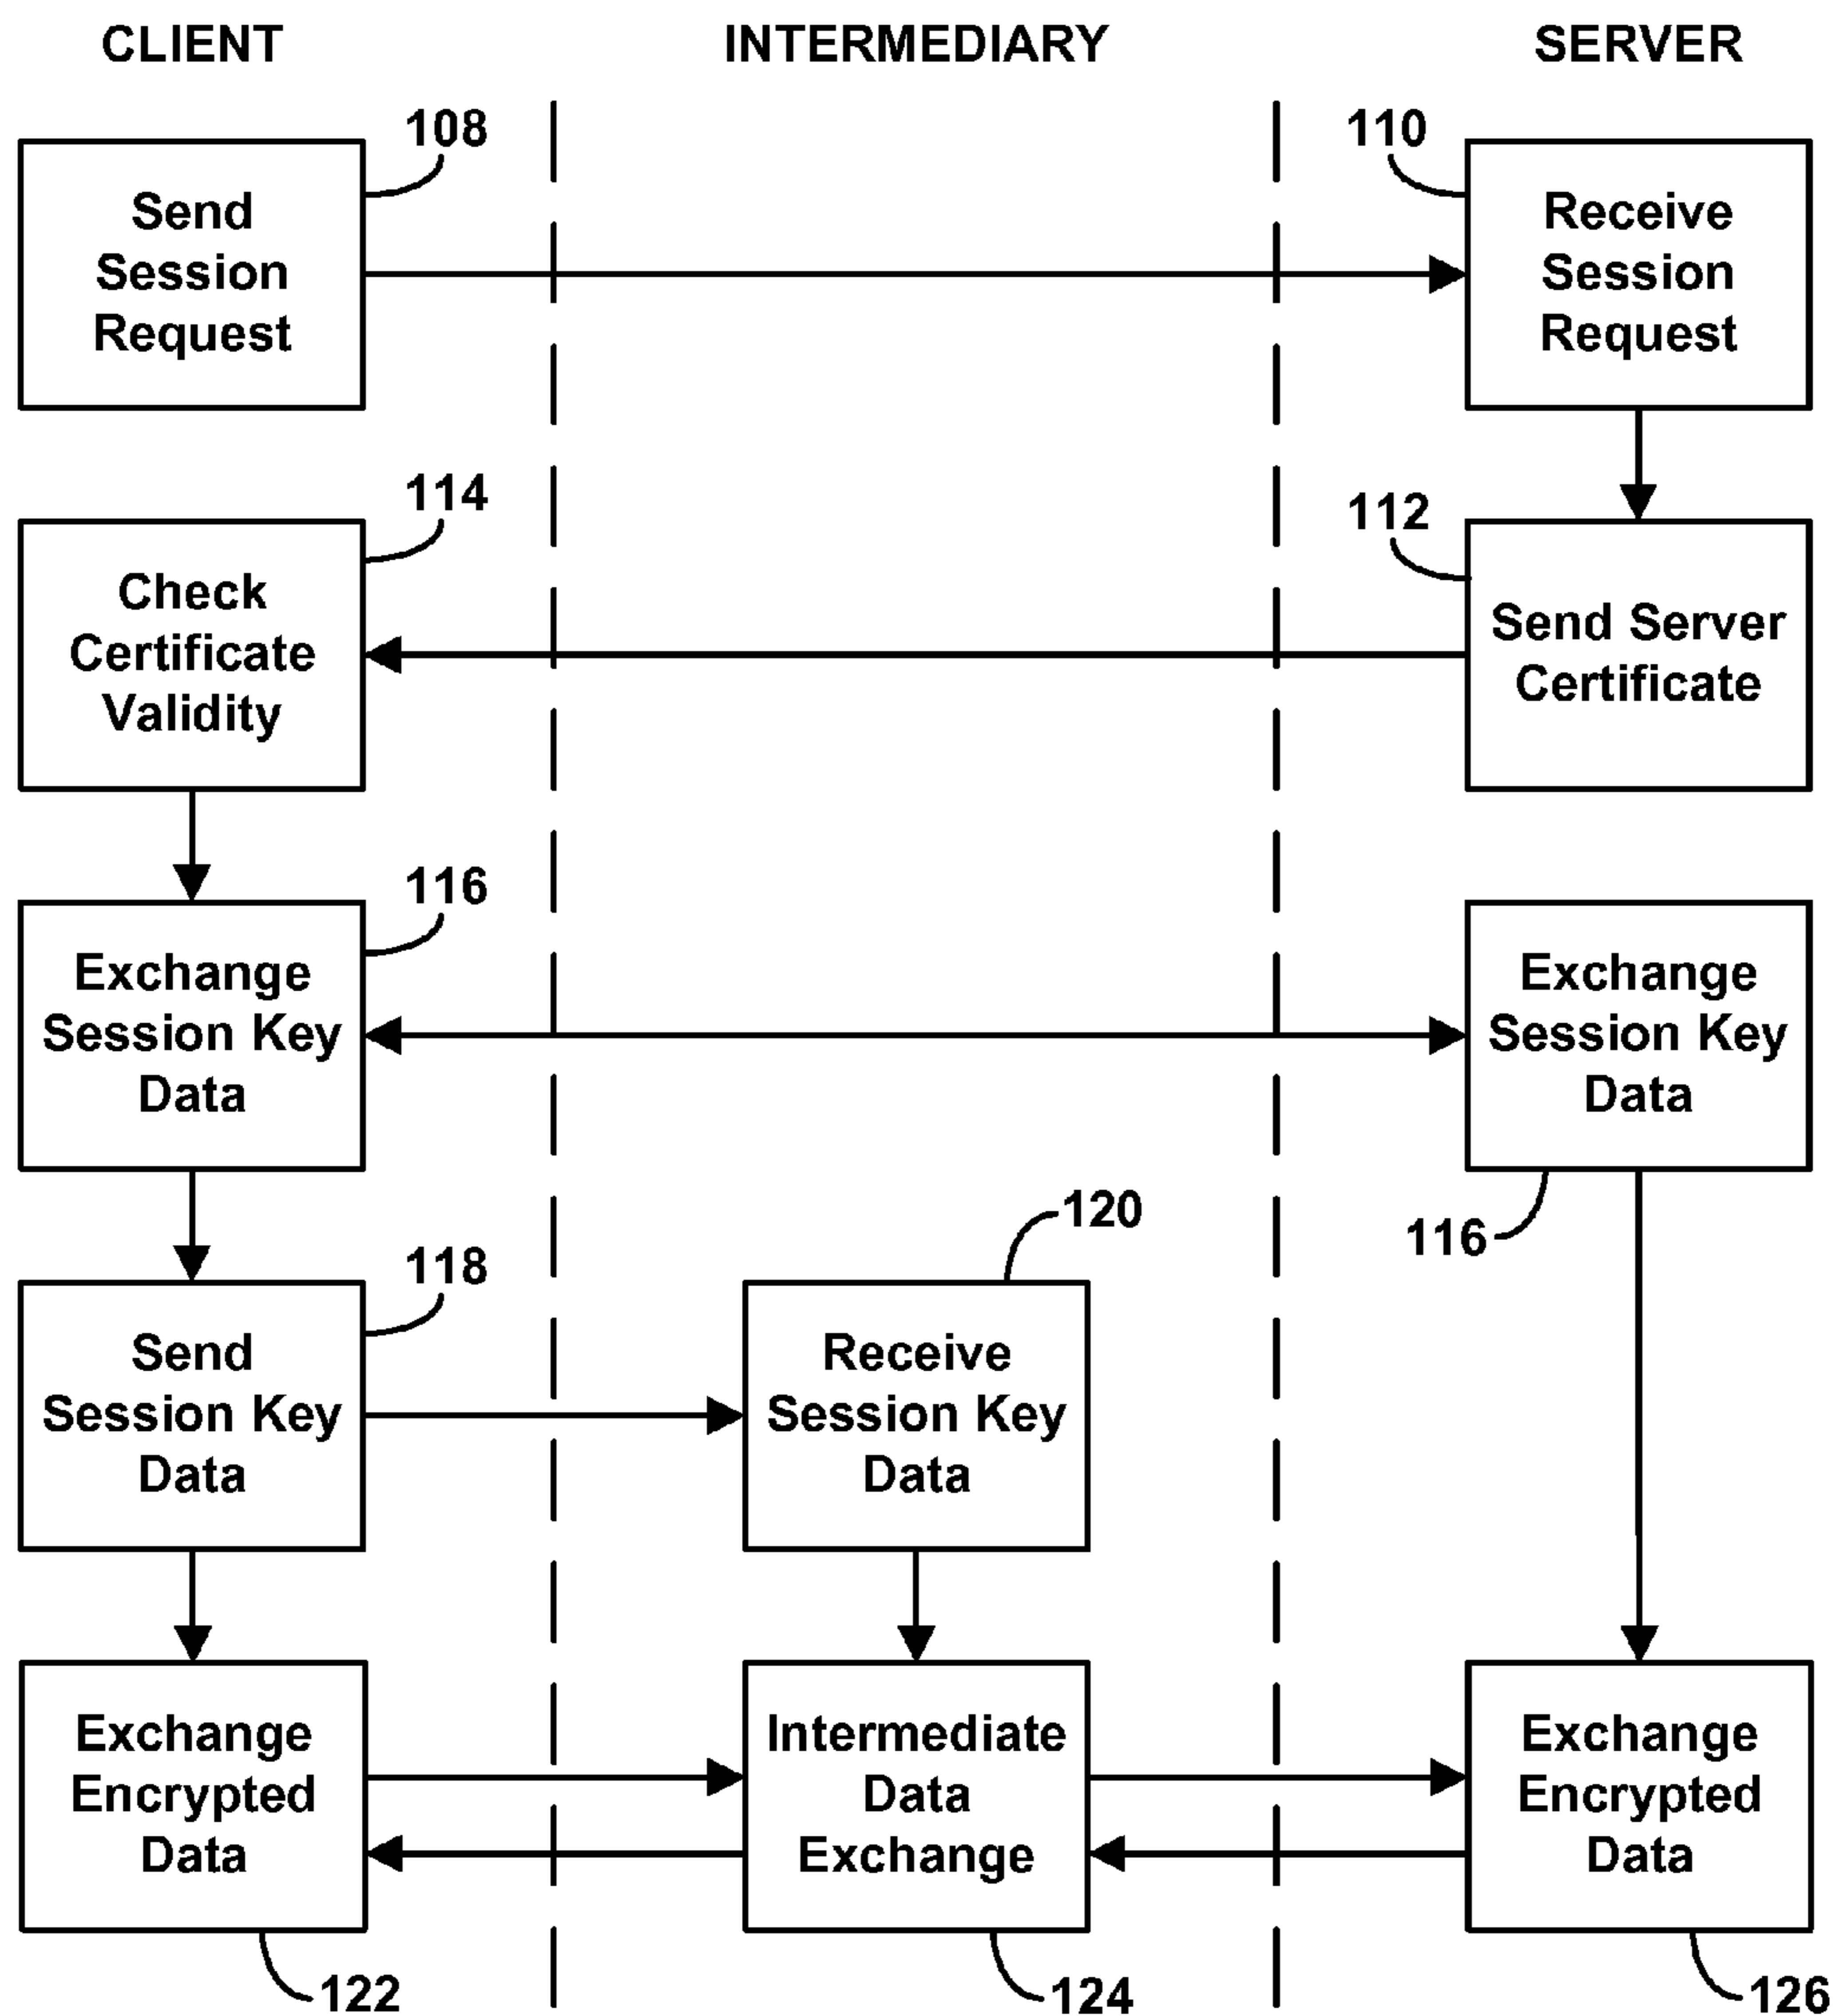 CLIENT
INTERMEDIARY
SERVER
108
110
Send
Session
Request
Receive
Session
Request
114
112
Check
Certificate
Validity
Send Server
Certificate
116
Exchange
Session Key
Data
Exchange
Session Key
Data
116
118
120
Send
Session Key
Data
Receive
Session Key
Data
Exchange
Encrypted
Data
Intermediate
Data
Exchange
Exchange
Encrypted
Data
122
124
126